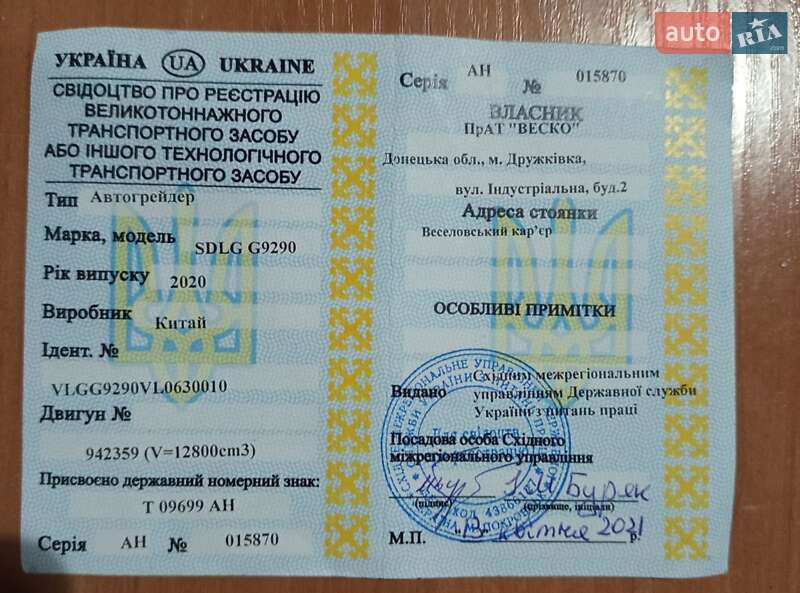 auto RIA .com
УКРАЇНА UA UKRAINE
СВІДОЦТВО ПРО РЕЄСТРАЦІЮ
ВЕЛИКОТОННАЖНОГО
ТРАНСПОРТНОГО ЗАСОБУ
АБО ІНШОГО ТЕХНОЛОГІЧНОГО
ТРАНСПОРТНОГО ЗАСОБУ
Тип Автогрейдер
Марка, модель SDLG G9290
Рік випуску 2020
Виробник Китай
Ідент. №
VLGG9290VL0630010
Двигун №
942359 (V=12800cm3)
Присвоєно державний номерний знак:
Т 09699 АН
Серія АН № 015870
Серія АН № 015870
ВЛАСНИК
ПрАТ "ВЕСКО"
Донецька обл., м. Дружківка,
вул. Індустріальна, буд.2
Адреса стоянки
Веселовський кар'єр
ОСОБЛИВІ ПРИМІТКИ
Східним міжрегіональним
Видано управлінням Державної служби
України з питань праці
Посадова особа Східного
міжрегіонального управління
Буряк
(підпис) (прізвище, ініціали)
М.П. "13" квітня 2021 р.